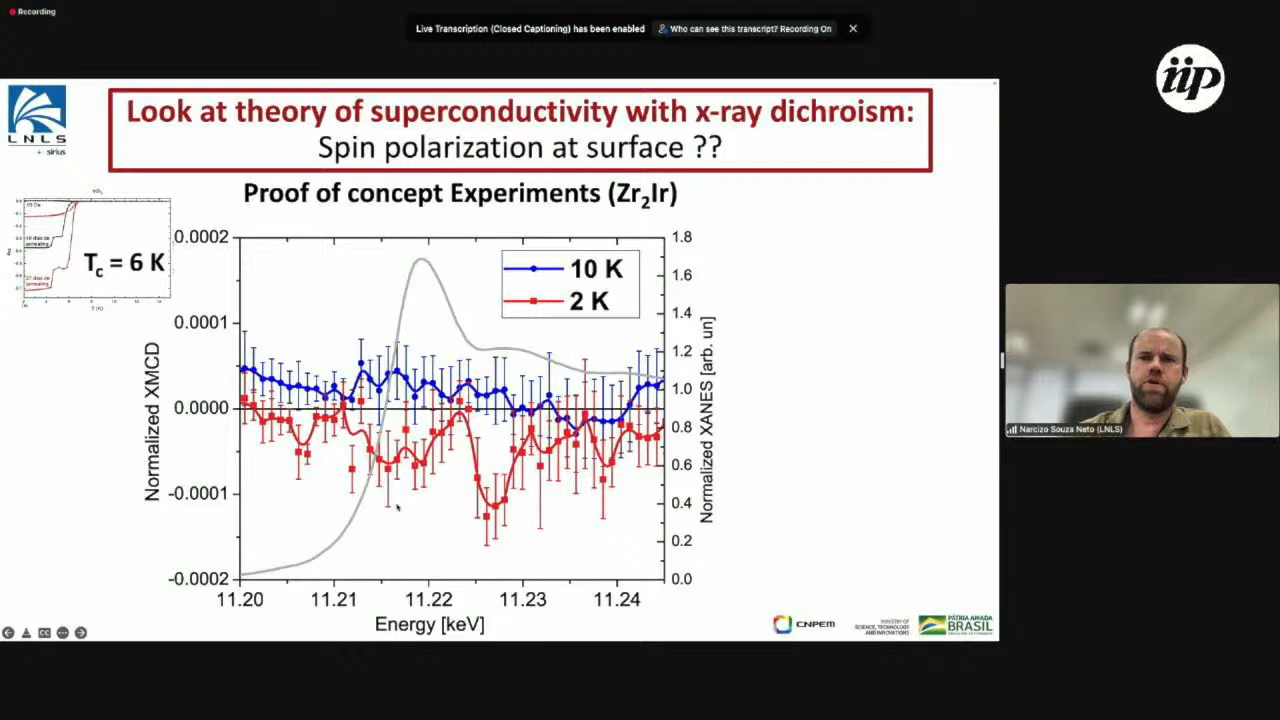 Recording
Live Transcription (Closed Captioning) has been enabled
Who can see this transcript? Recording On
iip
LNLS
+ sirius
Look at theory of superconductivity with x-ray dichroism:
Spin polarization at surface ??
Proof of concept Experiments (Zr2Ir)
Tc = 6 K
annealing
annealing
T (K)
0.0002
0.0001
0.0000
-0.0001
-0.0002
Normalized XMCD
10 K
2 K
1.8
1.6
1.4
1.2
1.0
0.8
0.6
0.4
0.2
0.0
Normalized XANES [arb. un]
11.20
11.21
11.22
11.23
11.24
Energy [keV]
Narcizo Souza Neto (LNLS)
CNPEM
MINISTRY OF
SCIENCE, TECHNOLOGY
AND INNOVATIONS
PÁTRIA AMADA
BRASIL